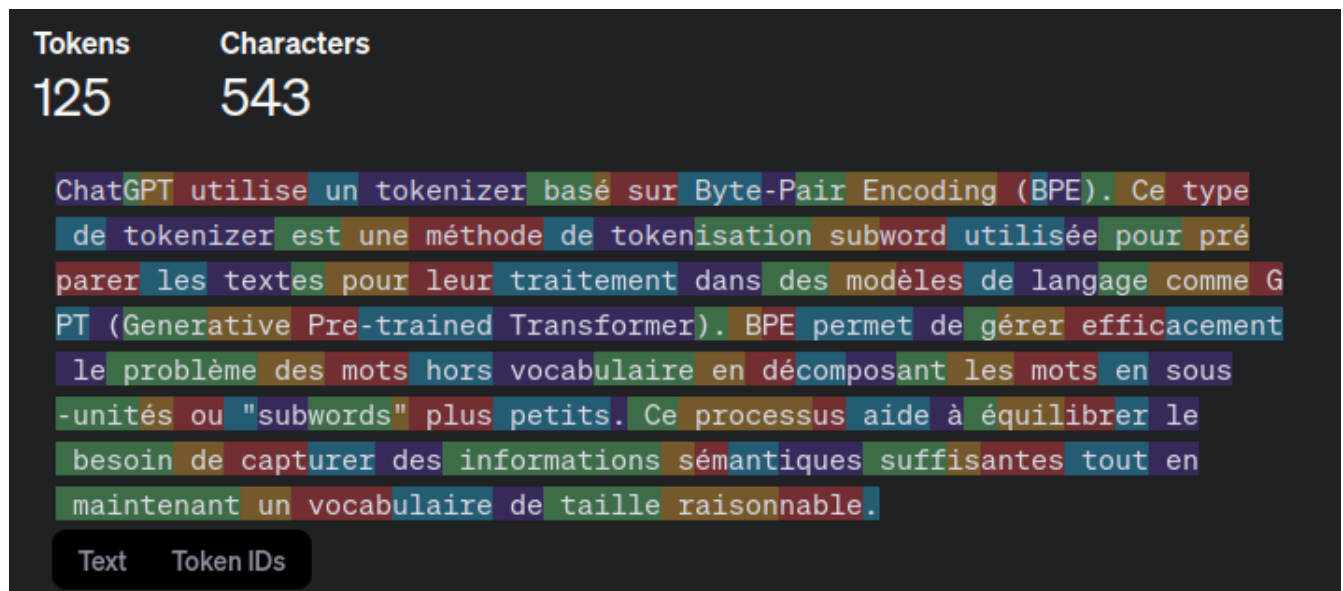 Tokens Characters
125 543
ChatGPT utilise un tokenizer basé sur Byte-Pair Encoding (BPE). Ce type
de tokenizer est une méthode de tokenisation subword utilisée pour pré
parer les textes pour leur traitement dans des modèles de langage comme G
PT (Generative Pre-trained Transformer). BPE permet de gérer efficacement
le problème des mots hors vocabulaire en décomposant les mots en sous
-unités ou "subwords" plus petits. Ce processus aide à équilibrer le
besoin de capturer des informations sémantiques suffisantes tout en
maintenant un vocabulaire de taille raisonnable.
Text Token IDs